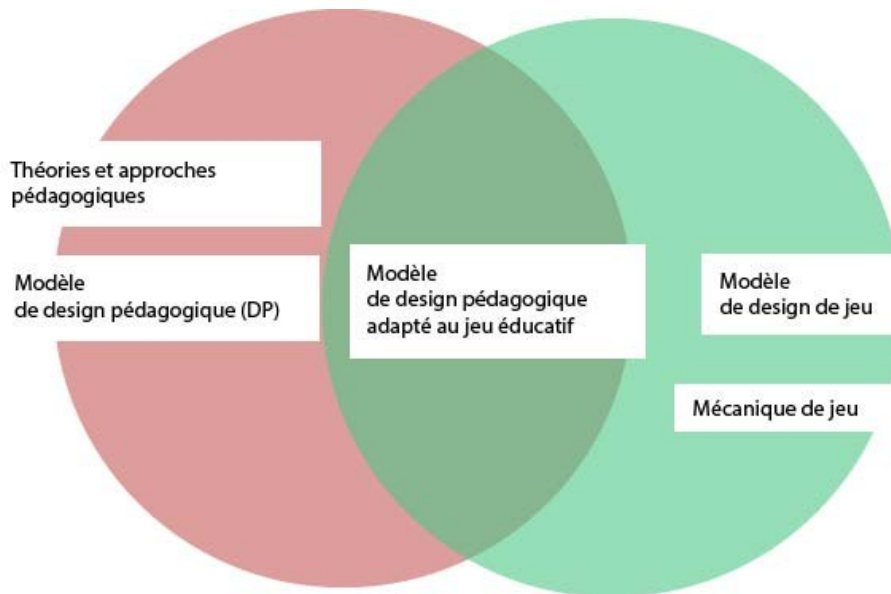 Théories et approches
pédagogiques
Modèle
de design pédagogique (DP)
Modèle
de design pédagogique
adapté au jeu éducatif
Modèle
de design de jeu
Mécanique de jeu